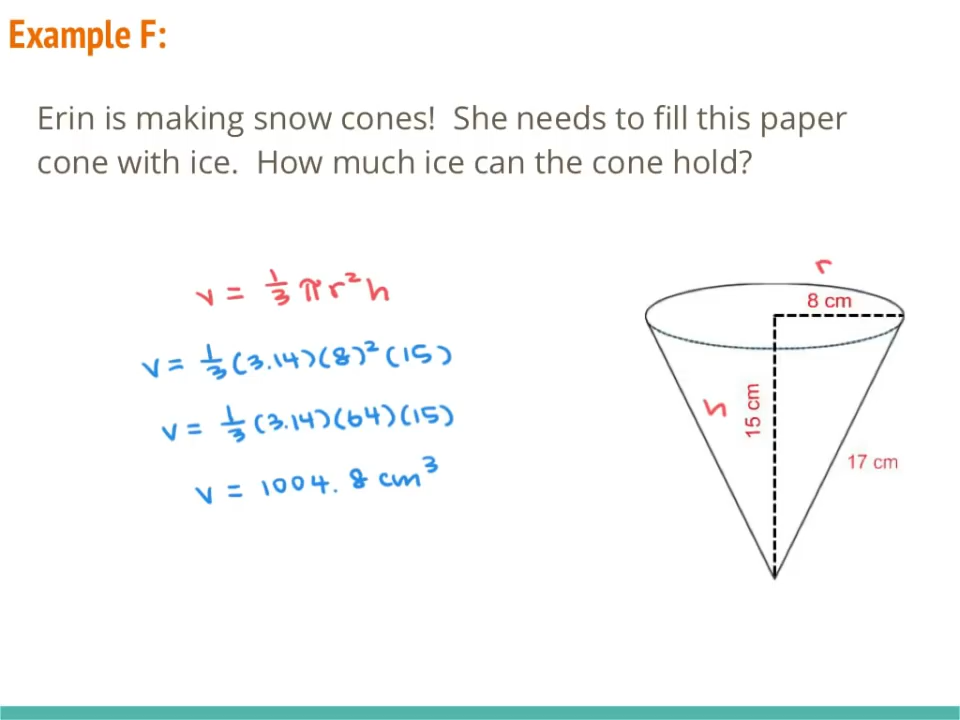 Example F:
Erin is making snow cones! She needs to fill this paper
cone with ice. How much ice can the cone hold?
v = 1/3 πr²h
v = 1/3 (3.14)(8)² (15)
v = 1/3 (3.14)(64)(15)
v = 1004.8 cm³
r
8 cm
h
15 cm
17 cm